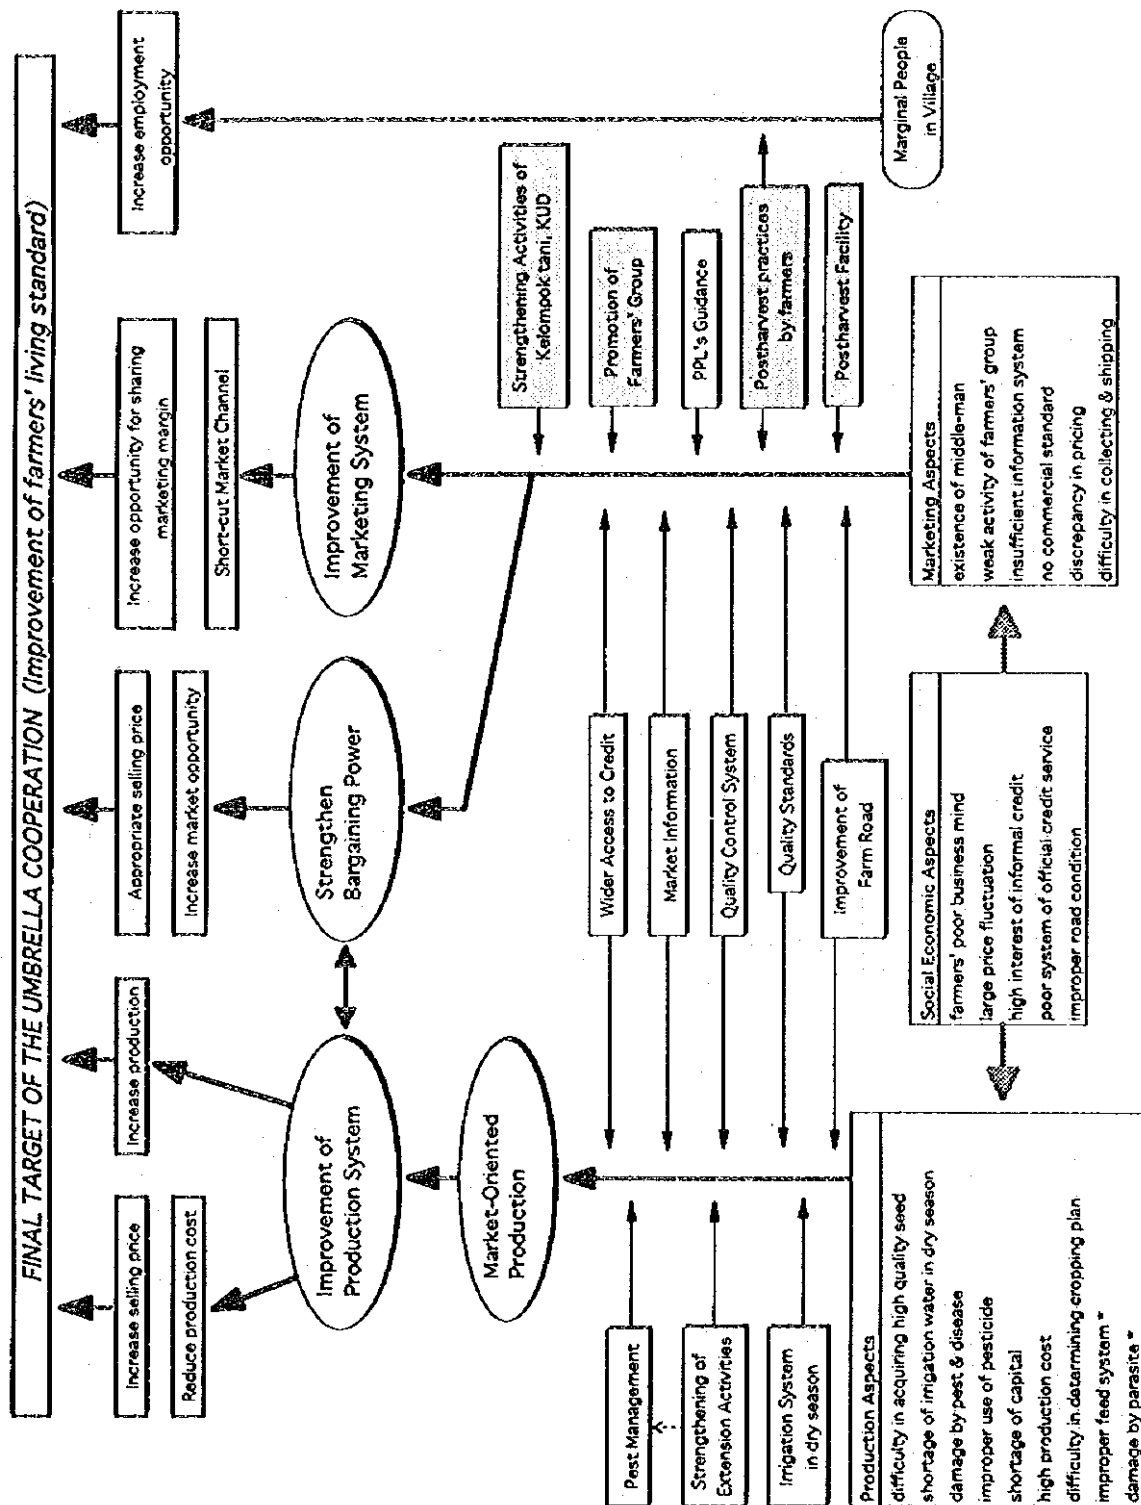 FINAL TARGET OF THE UMBRELLA COOPERATION (Improvement of farmers' living standard)
Increase selling price
Reduce production cost
Increase production
Appropriate selling price
Increase market opportunity
Increase opportunity for sharing
marketing margin
Short-cut Market Channel
Increase employment
opportunity
Improvement of
Production System
Strengthen
Bargaining Power
Improvement of
Marketing System
Market-Oriented
Production
Strengthening Activities of
Kelompok tani, KUD
Promotion of
Farmers' Group
PPL's Guidance
Postharvest practices
by farmers
Postharvest Facility
Pest Management
Strengthening of
Extension Activities
Irrigation System
in dry season
Wider Access to Credit
Market Information
Quality Control System
Quality Standards
Improvement of
Farm Road
Marginal People
in Village
Production Aspects
difficulty in acquiring high quality seed
shortage of irrigation water in dry season
damage by pest & disease
improper use of pesticide
shortage of capital
high production cost
difficulty in determining cropping plan
improper feed system *
damage by parasite *
Social Economic Aspects
farmers' poor business mind
large price fluctuation
high interest of informal credit
poor system of official credit service
improper road condition
Marketing Aspects
existence of middle-man
weak activity of farmers' group
insufficient information system
no commercial standard
discrepancy in pricing
difficulty in collecting & shipping